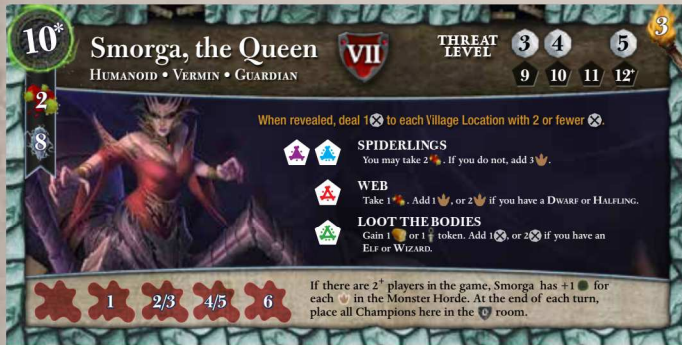 10*
Smorga, the Queen
VII
THREAT LEVEL
3 4 5
9 10 11 12+
3
HUMANOID • VERMIN • GUARDIAN
2
8
When revealed, deal 1 to each Village Location with 2 or fewer .
SPIDERLINGS
You may take 2 . If you do not, add 3 .
WEB
Take 1 . Add 1 , or 2 if you have a DWARF or HALFLING.
LOOT THE BODIES
Gain 1 or 1 token. Add 1 , or 2 if you have an
ELF or WIZARD.
1 2/3 4/5 6
If there are 2+ players in the game, Smorga has +1 for
each in the Monster Horde. At the end of each turn,
place all Champions here in the room.